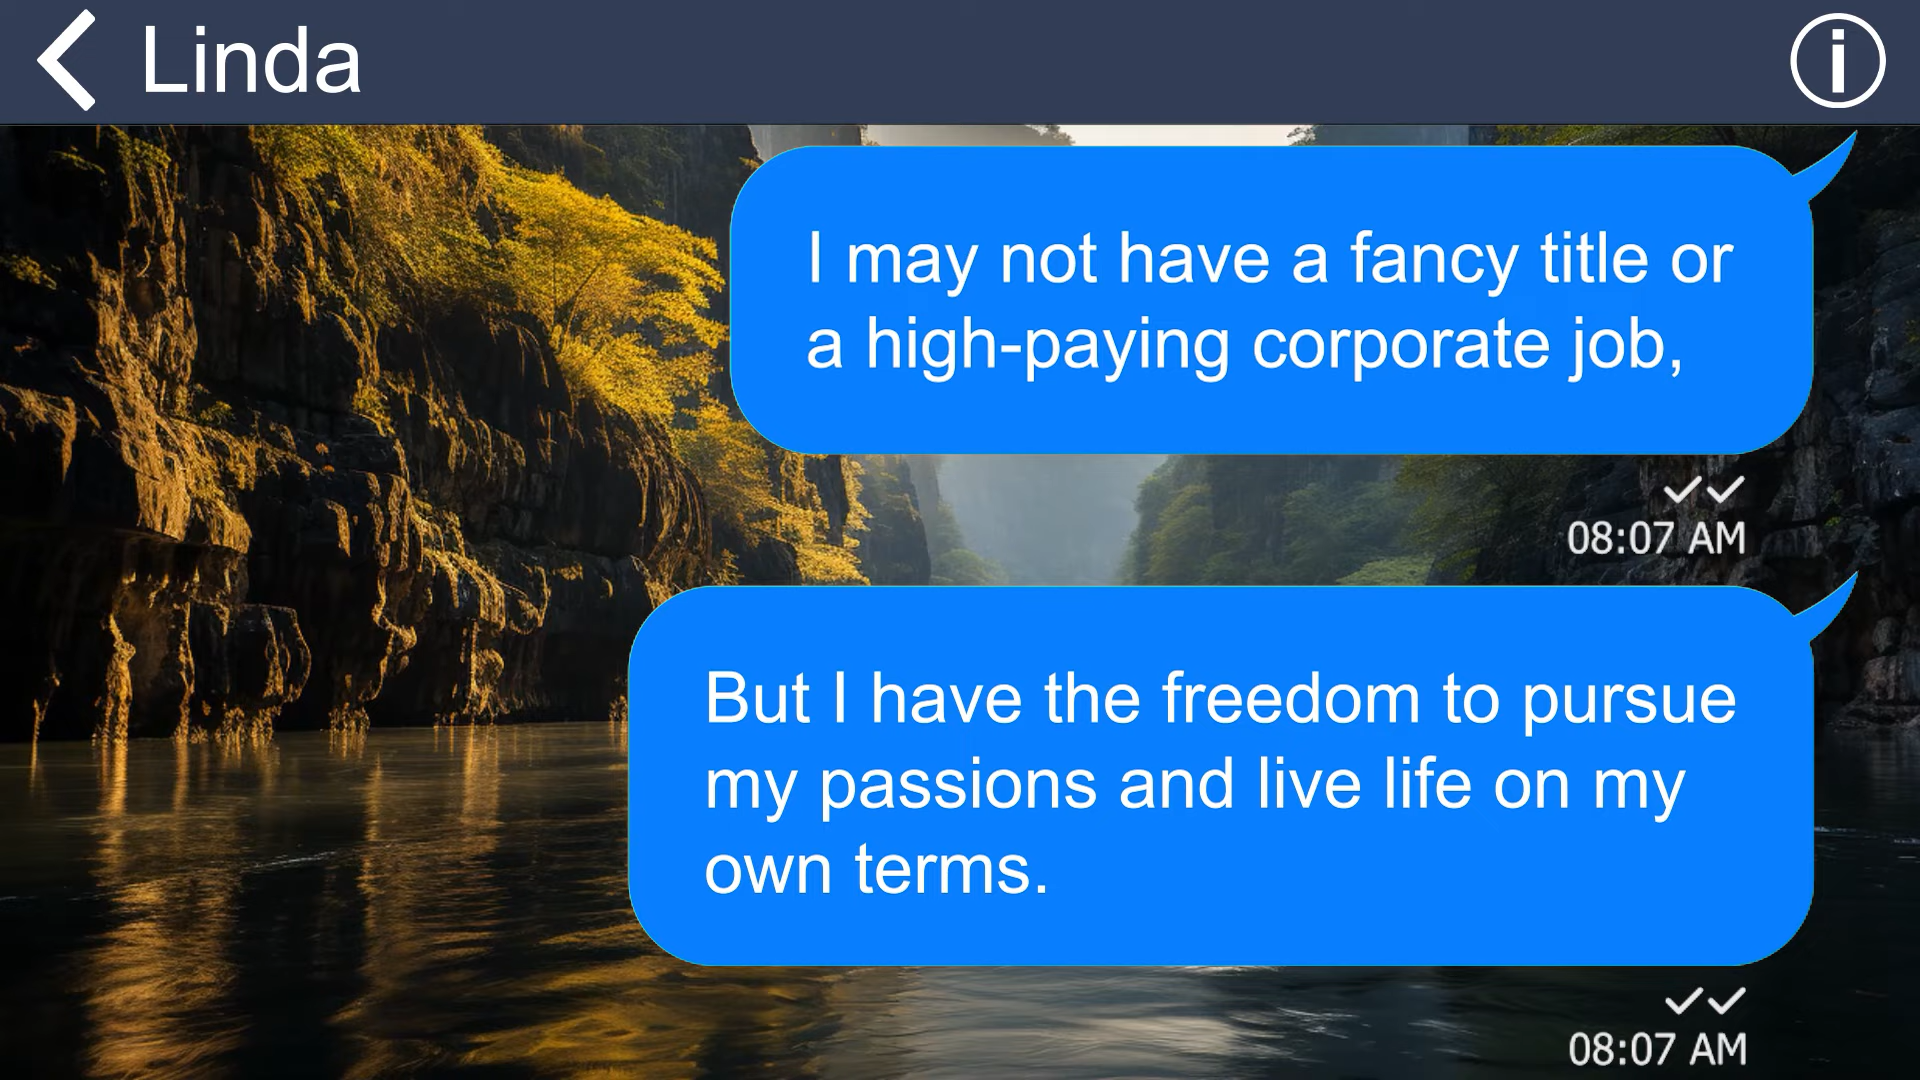 Linda
I may not have a fancy title or
a high-paying corporate job,
08:07 AM
But I have the freedom to pursue
my passions and live life on my
own terms.
08:07 AM